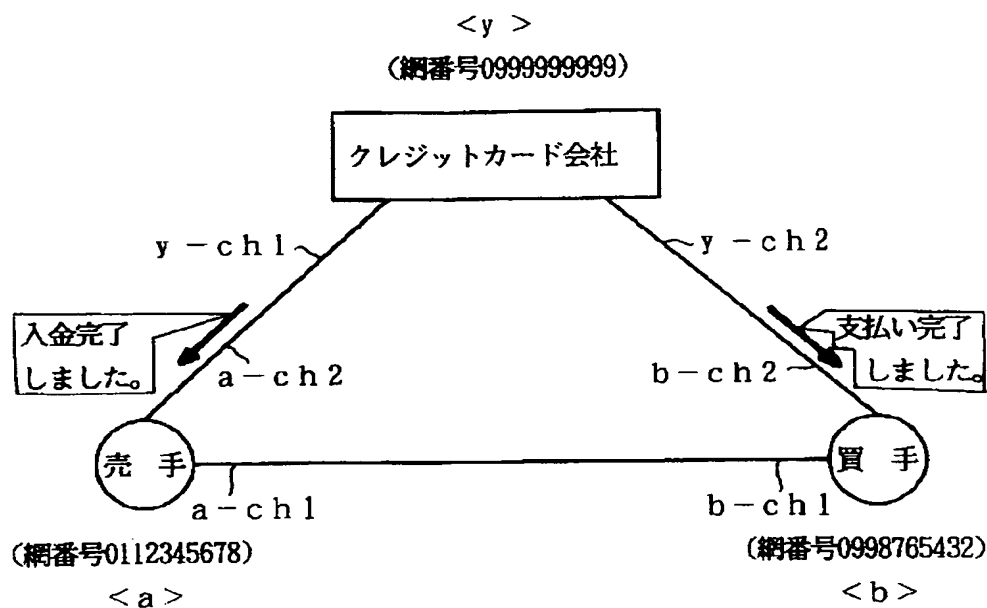 <y>
（網番号0999999999）
クレジットカード会社
y－ch1
y－ch2
入金完了
しました。
支払い完了
しました。
a－ch2
b－ch2
売 手
買 手
a－ch1
b－ch1
（網番号0112345678）
（網番号0998765432）
<a>
<b>